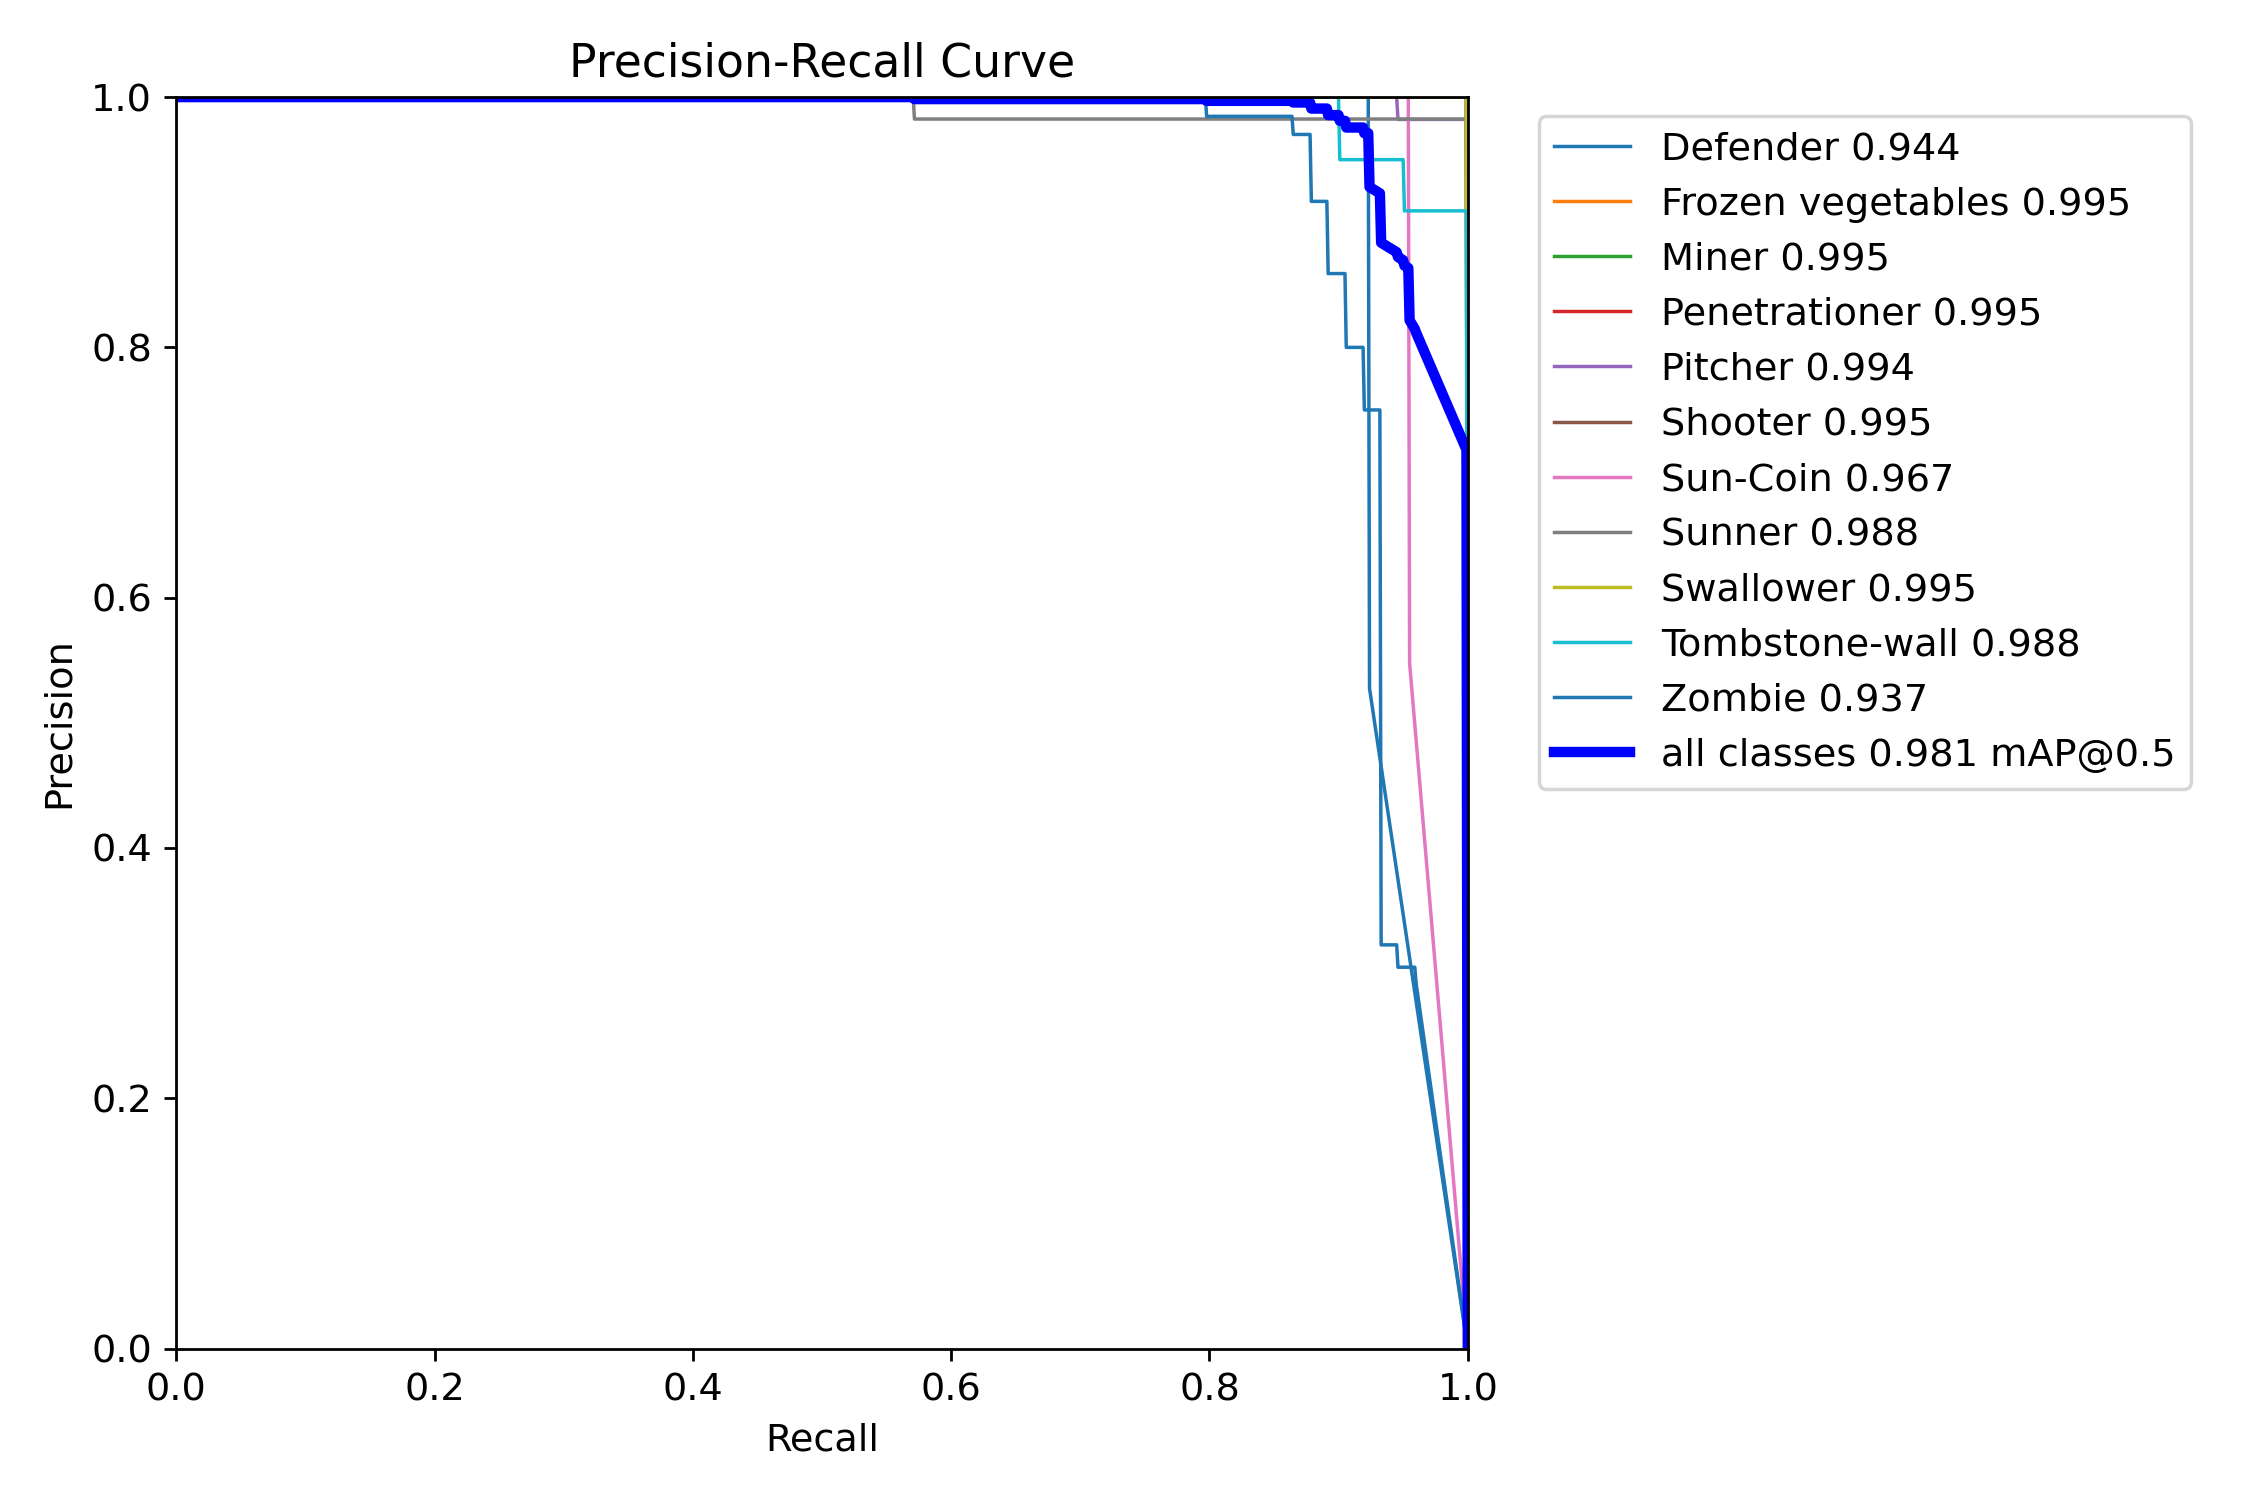 Precision-Recall Curve
1.0
0.8
0.6
0.4
0.2
0.0
Precision
0.0 0.2 0.4 0.6 0.8 1.0
Recall
Defender 0.944
Frozen vegetables 0.995
Miner 0.995
Penetrationer 0.995
Pitcher 0.994
Shooter 0.995
Sun-Coin 0.967
Sunner 0.988
Swallower 0.995
Tombstone-wall 0.988
Zombie 0.937
all classes 0.981 mAP@0.5